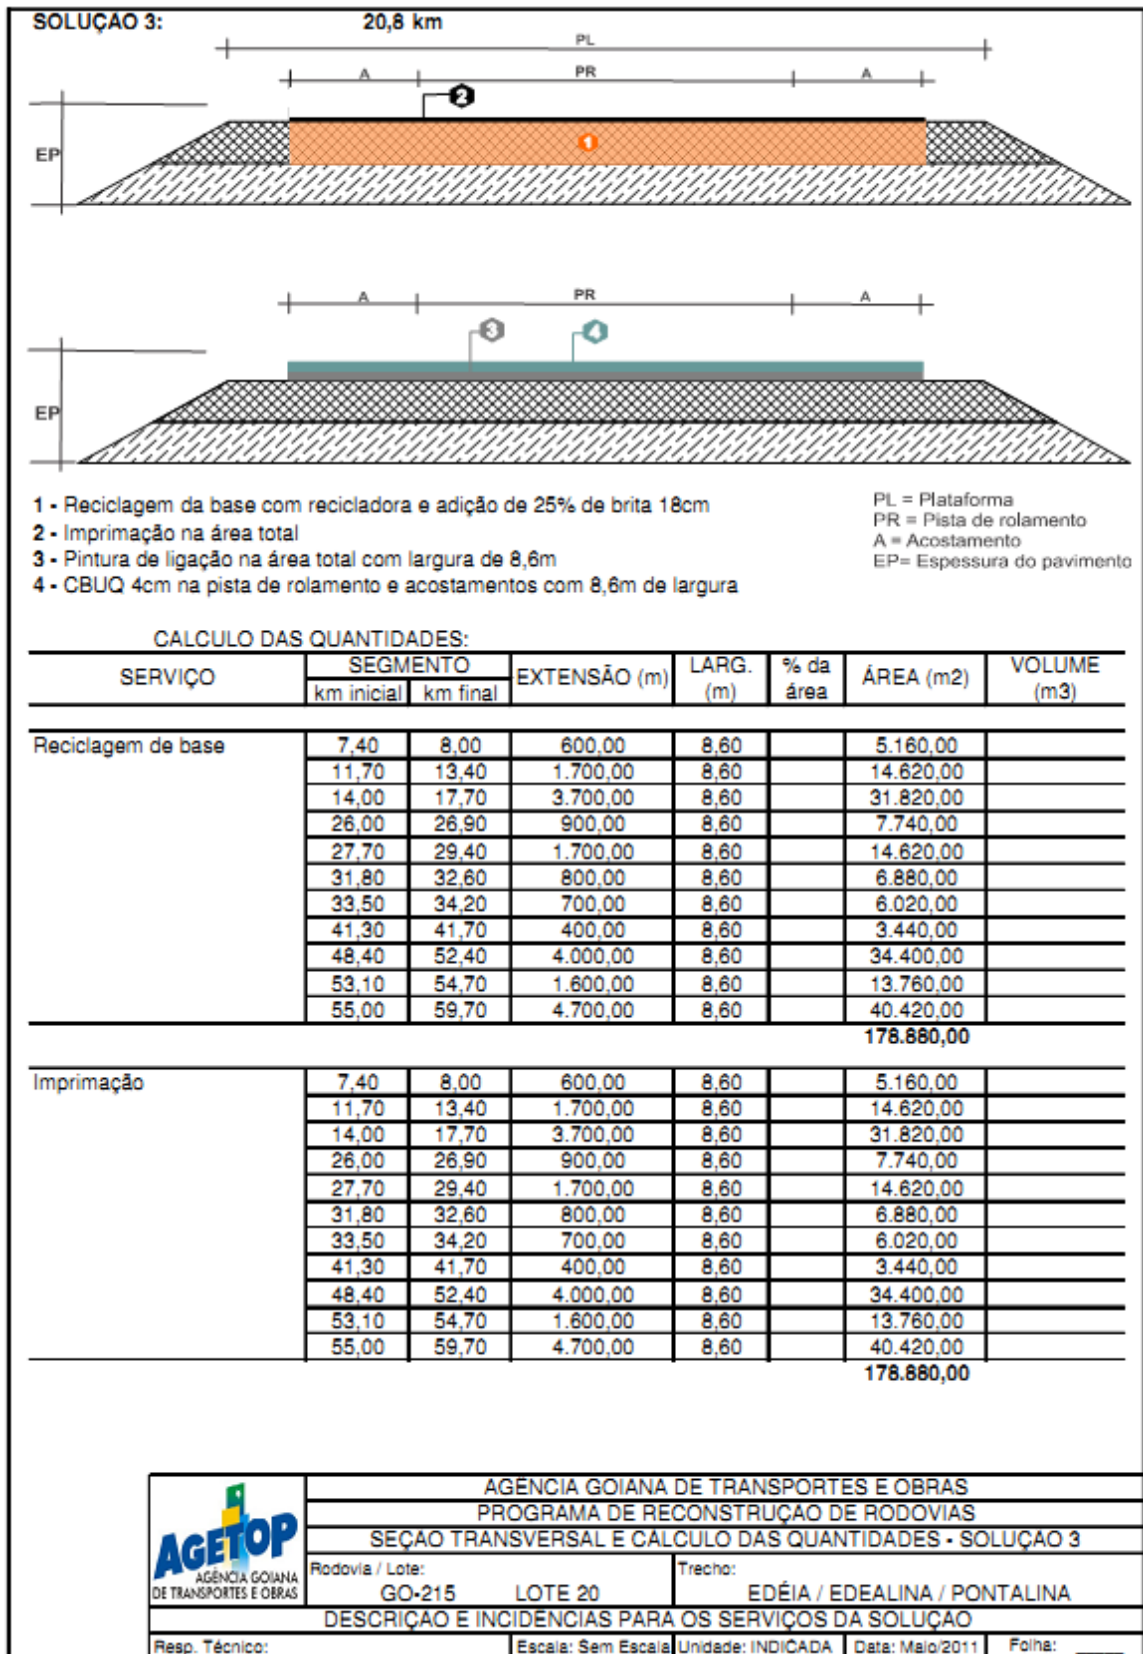 SOLUÇÃO 3: 20,8 km
PL
A PR A
2
EP
1
A PR A
3 4
EP
1 - Reciclagem da base com recicladora e adição de 25% de brita 18cm
2 - Imprimação na área total
3 - Pintura de ligação na área total com largura de 8,6m
4 - CBUQ 4cm na pista de rolamento e acostamentos com 8,6m de largura
PL = Plataforma
PR = Pista de rolamento
A = Acostamento
EP= Espessura do pavimento
CALCULO DAS QUANTIDADES:
SERVIÇO SEGMENTO EXTENSÃO (m) LARG. (m) % da área ÁREA (m2) VOLUME (m3)
km inicial km final
Reciclagem de base 7,40 8,00 600,00 8,60 5.160,00
11,70 13,40 1.700,00 8,60 14.620,00
14,00 17,70 3.700,00 8,60 31.820,00
26,00 26,90 900,00 8,60 7.740,00
27,70 29,40 1.700,00 8,60 14.620,00
31,80 32,60 800,00 8,60 6.880,00
33,50 34,20 700,00 8,60 6.020,00
41,30 41,70 400,00 8,60 3.440,00
48,40 52,40 4.000,00 8,60 34.400,00
53,10 54,70 1.600,00 8,60 13.760,00
55,00 59,70 4.700,00 8,60 40.420,00
178.880,00
Imprimação 7,40 8,00 600,00 8,60 5.160,00
11,70 13,40 1.700,00 8,60 14.620,00
14,00 17,70 3.700,00 8,60 31.820,00
26,00 26,90 900,00 8,60 7.740,00
27,70 29,40 1.700,00 8,60 14.620,00
31,80 32,60 800,00 8,60 6.880,00
33,50 34,20 700,00 8,60 6.020,00
41,30 41,70 400,00 8,60 3.440,00
48,40 52,40 4.000,00 8,60 34.400,00
53,10 54,70 1.600,00 8,60 13.760,00
55,00 59,70 4.700,00 8,60 40.420,00
178.880,00
AGETOP
AGÊNCIA GOIANA
DE TRANSPORTES E OBRAS
AGÊNCIA GOIANA DE TRANSPORTES E OBRAS
PROGRAMA DE RECONSTRUÇÃO DE RODOVIAS
SEÇÃO TRANSVERSAL E CÁLCULO DAS QUANTIDADES - SOLUÇÃO 3
Rodovia / Lote: Trecho:
GO-215 LOTE 20 EDÉIA / EDEALINA / PONTALINA
DESCRIÇÃO E INCIDÊNCIAS PARA OS SERVIÇOS DA SOLUÇÃO
Resp. Técnico: Escala: Sem Escala Unidade: INDICADA Data: Maio/2011 Folha: